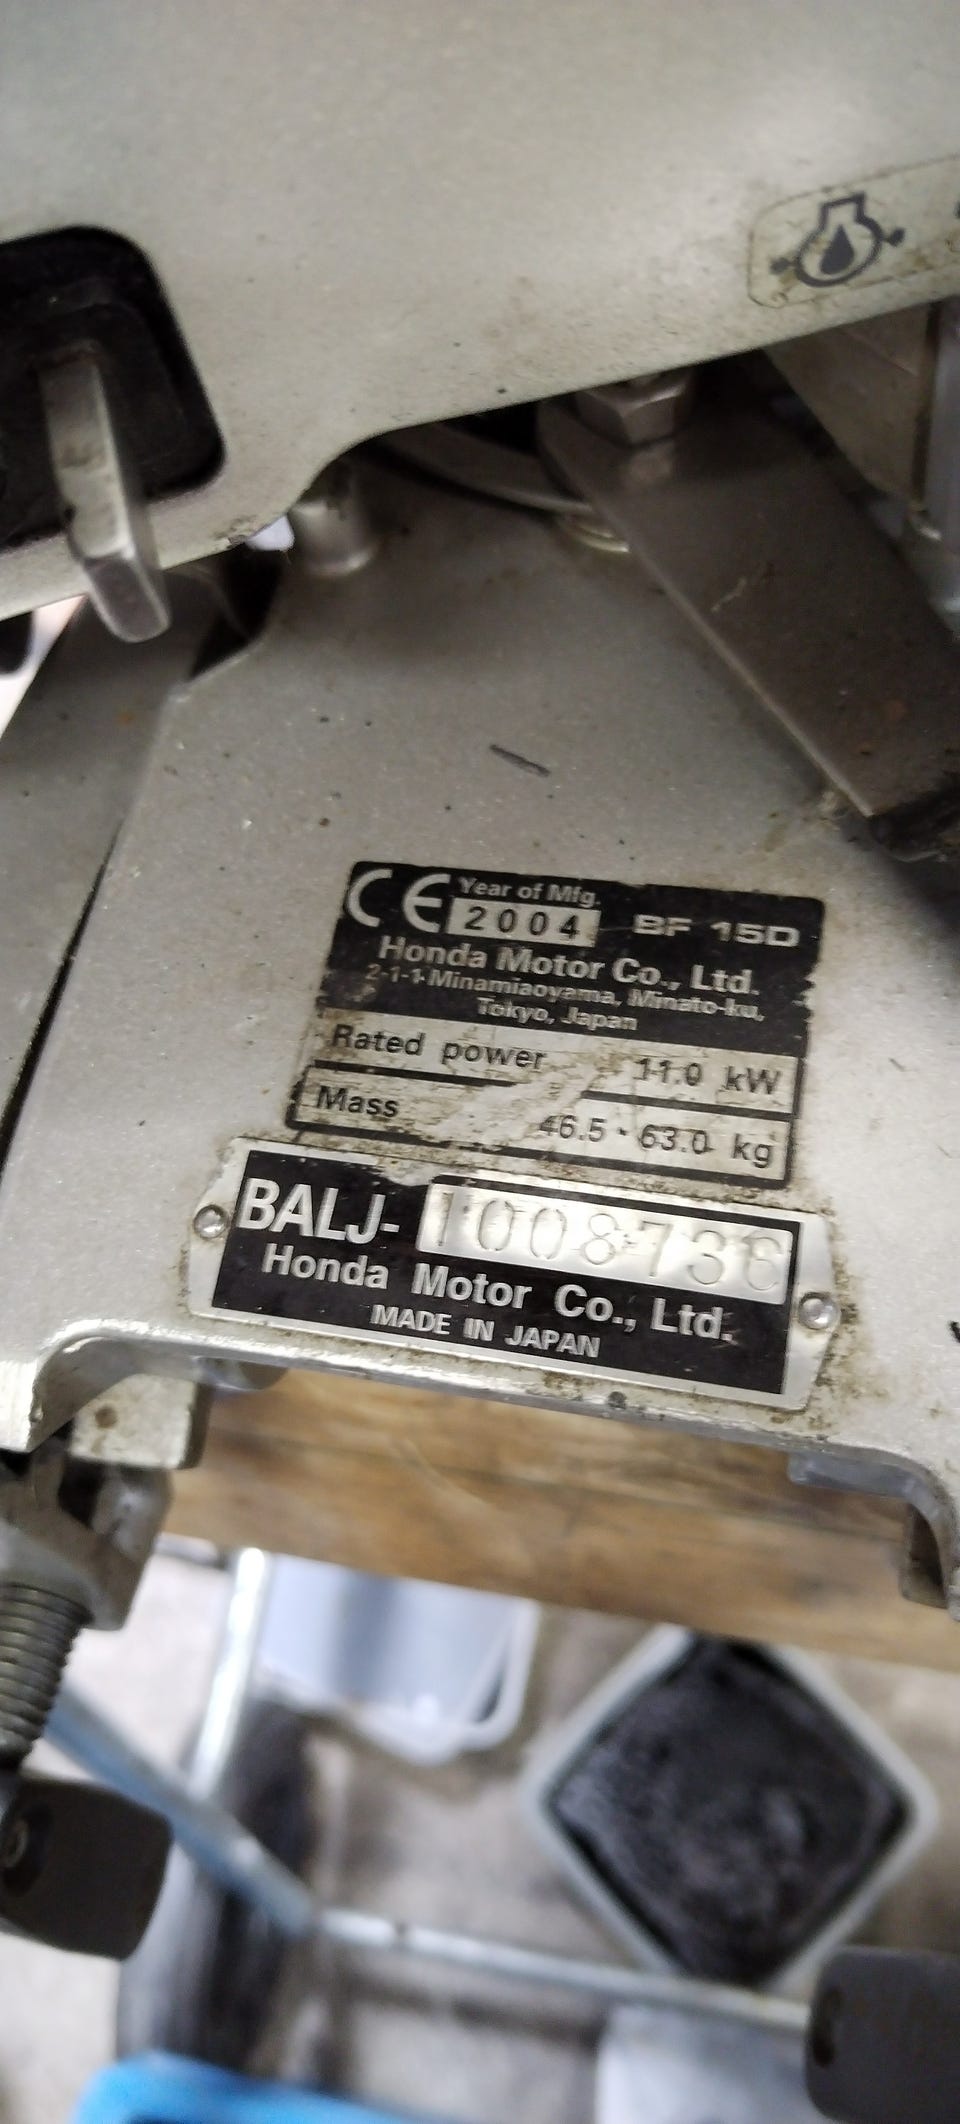 CE Year of Mfg.
2004 BF 15D
Honda Motor Co., Ltd.
2-1-1 Minamiaoyama, Minato-ku,
Tokyo, Japan
Rated power 11.0 kW
Mass 46.5 · 63.0 kg
BALJ-1008736
Honda Motor Co., Ltd.
MADE IN JAPAN